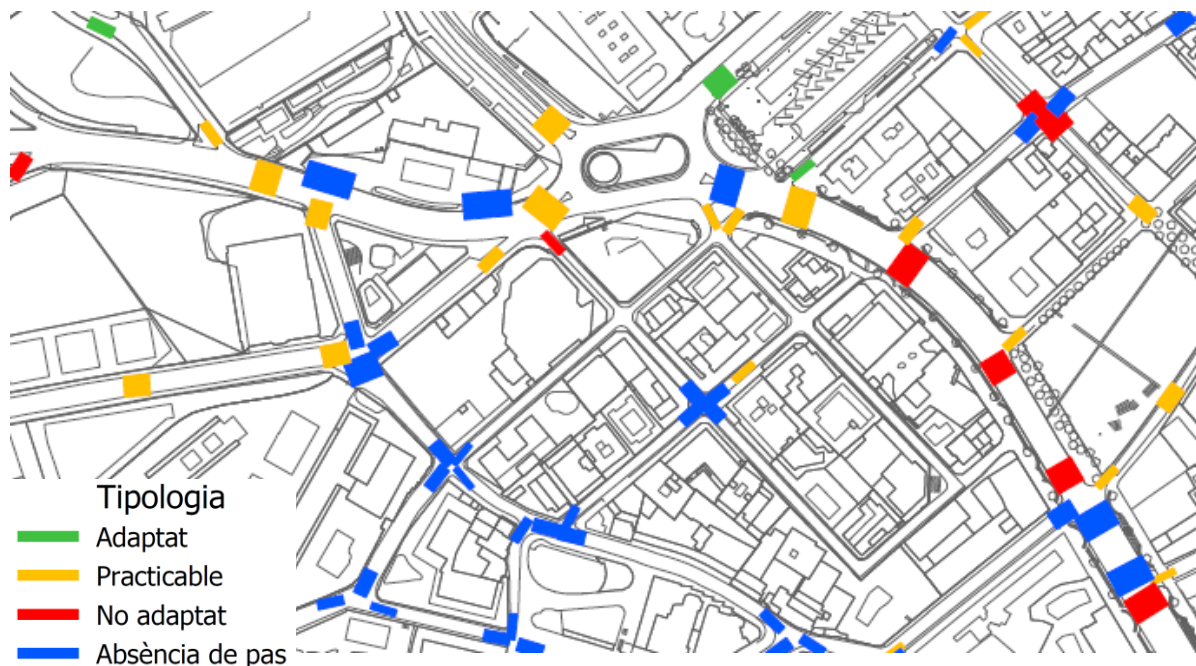 Tipologia
Adaptat
Practicable
No adaptat
Absència de pas